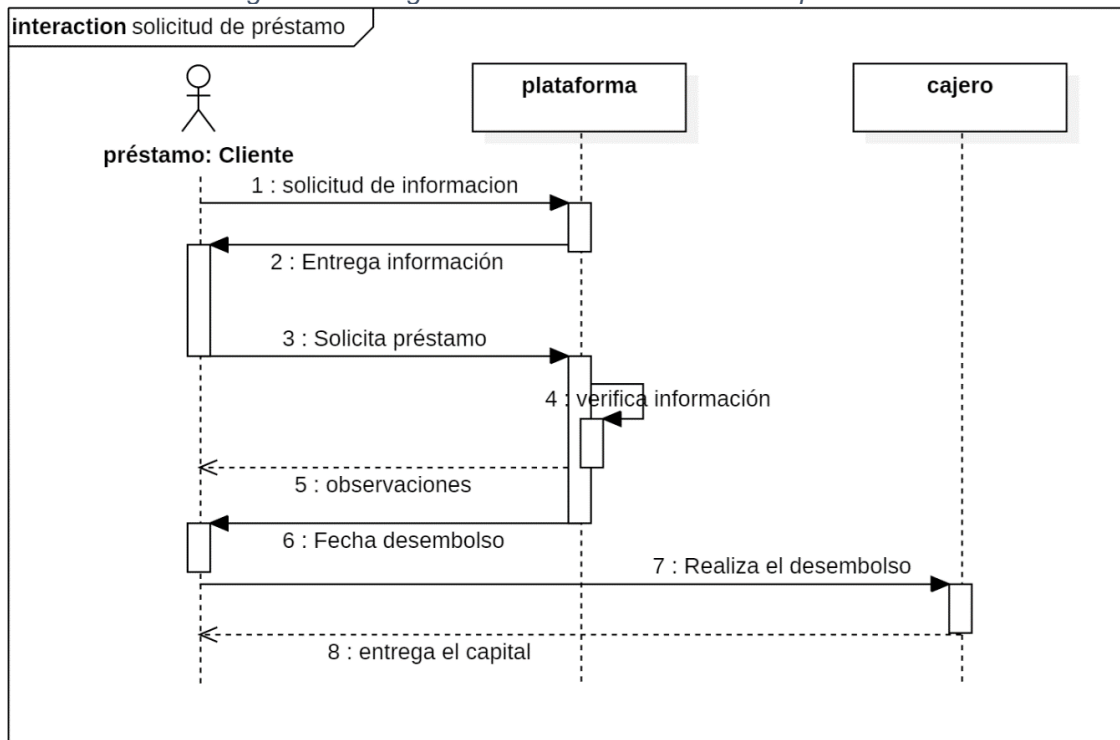 interaction solicitud de préstamo
plataforma
cajero
préstamo: Cliente
1 : solicitud de informacion
2 : Entrega información
3 : Solicita préstamo
4 : verifica información
5 : observaciones
6 : Fecha desembolso
7 : Realiza el desembolso
8 : entrega el capital